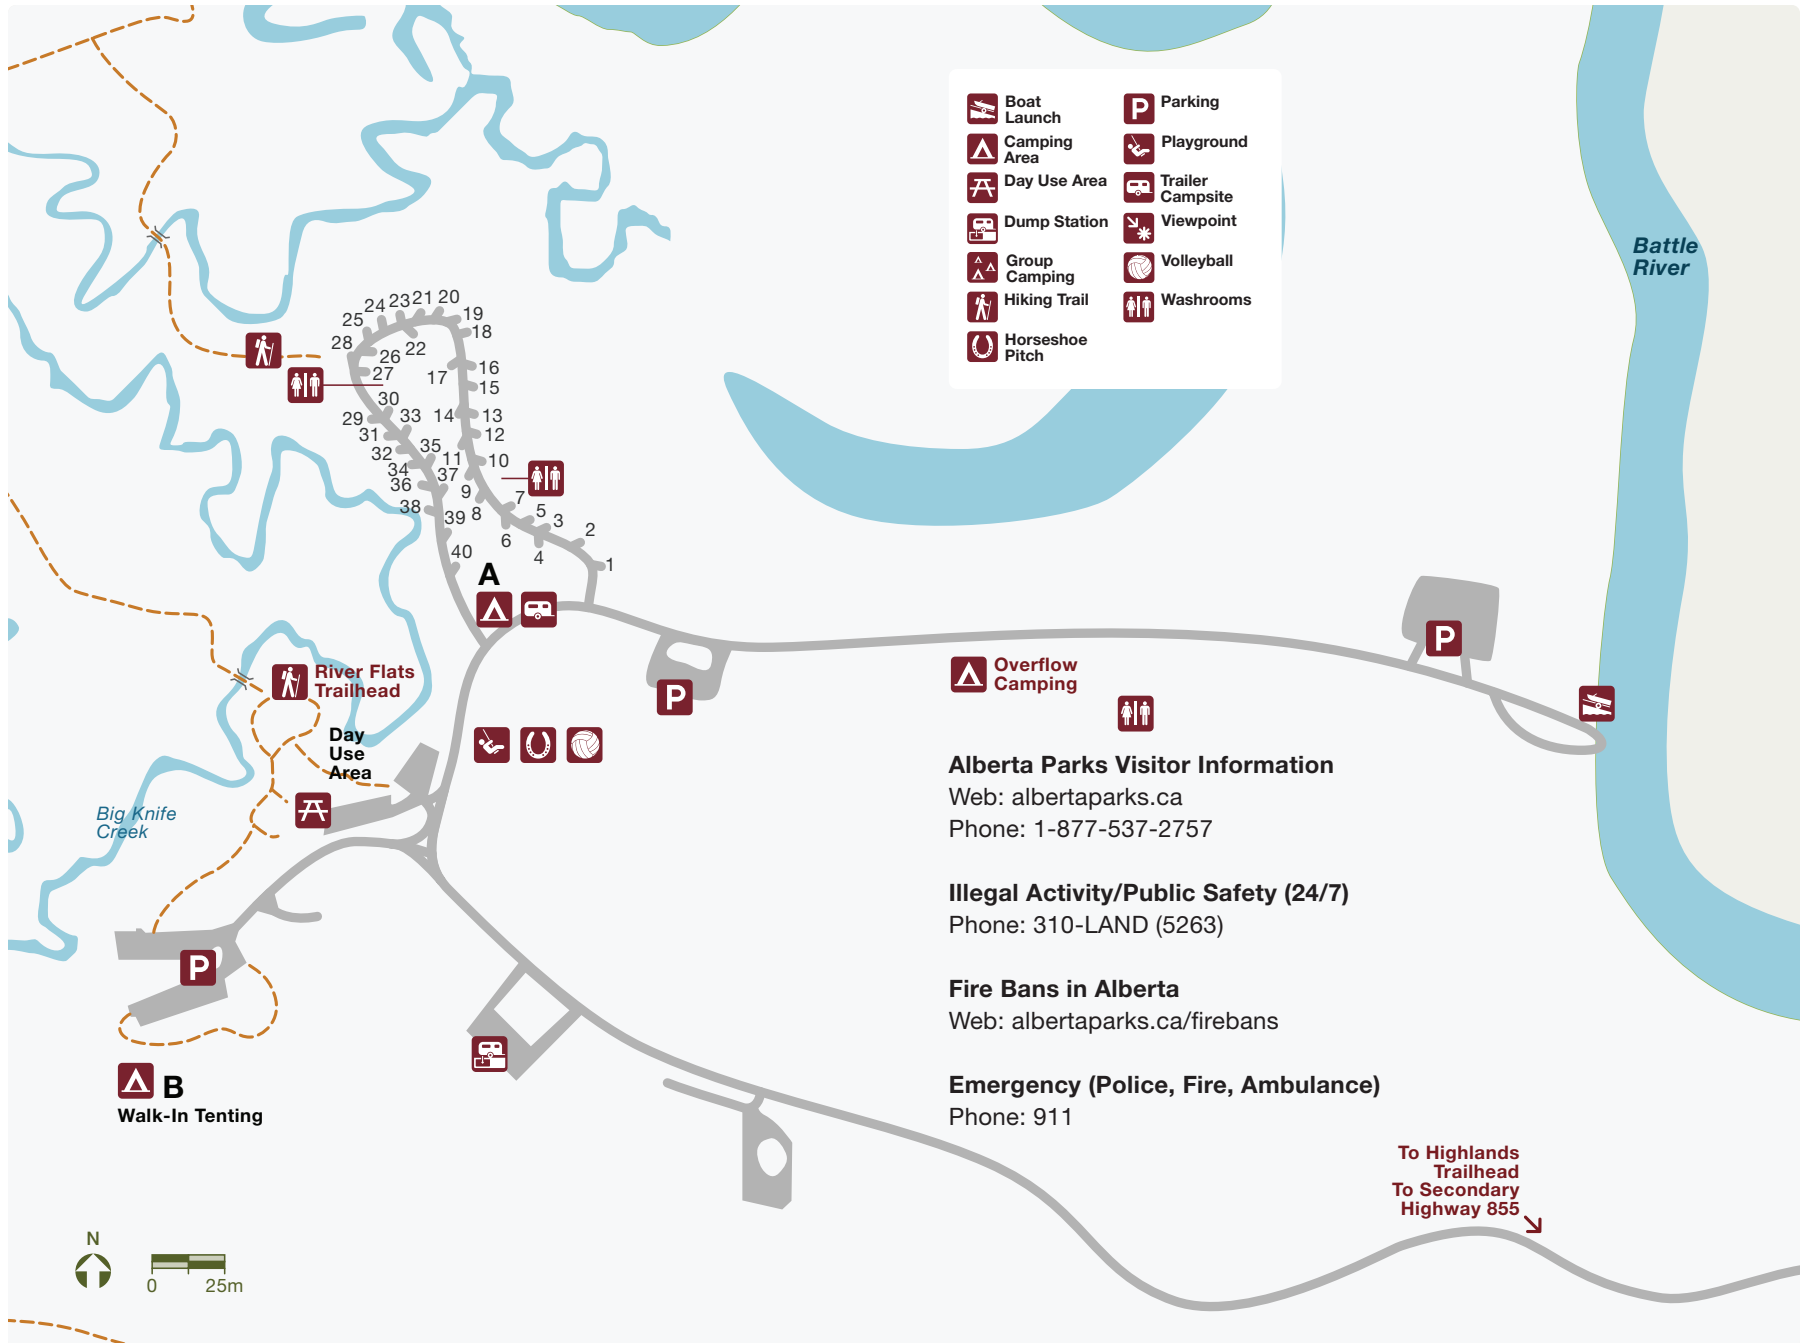 Boat
Launch
Camping
Area
Day Use Area
Dump Station
Group
Camping
Hiking Trail
Horseshoe
Pitch
P
Parking
Playground
Trailer
Campsite
Viewpoint
Volleyball
Washrooms
Battle
River
20
21
23
24
19
25
18
28
22
26
16
17
27
15
30
29
33
14
13
31
12
35
32
11
10
34
37
36
9
7
38
39
8
5
3
2
6
40
4
1
A
P
P
Overflow
Camping
River Flats
Trailhead
Day
Use
Area
Big Knife
Creek
P
B
Walk-In Tenting
Alberta Parks Visitor Information
Web: albertaparks.ca
Phone: 1-877-537-2757
Illegal Activity/Public Safety (24/7)
Phone: 310-LAND (5263)
Fire Bans in Alberta
Web: albertaparks.ca/firebans
Emergency (Police, Fire, Ambulance)
Phone: 911
To Highlands
Trailhead
To Secondary
Highway 855
N
0 25m